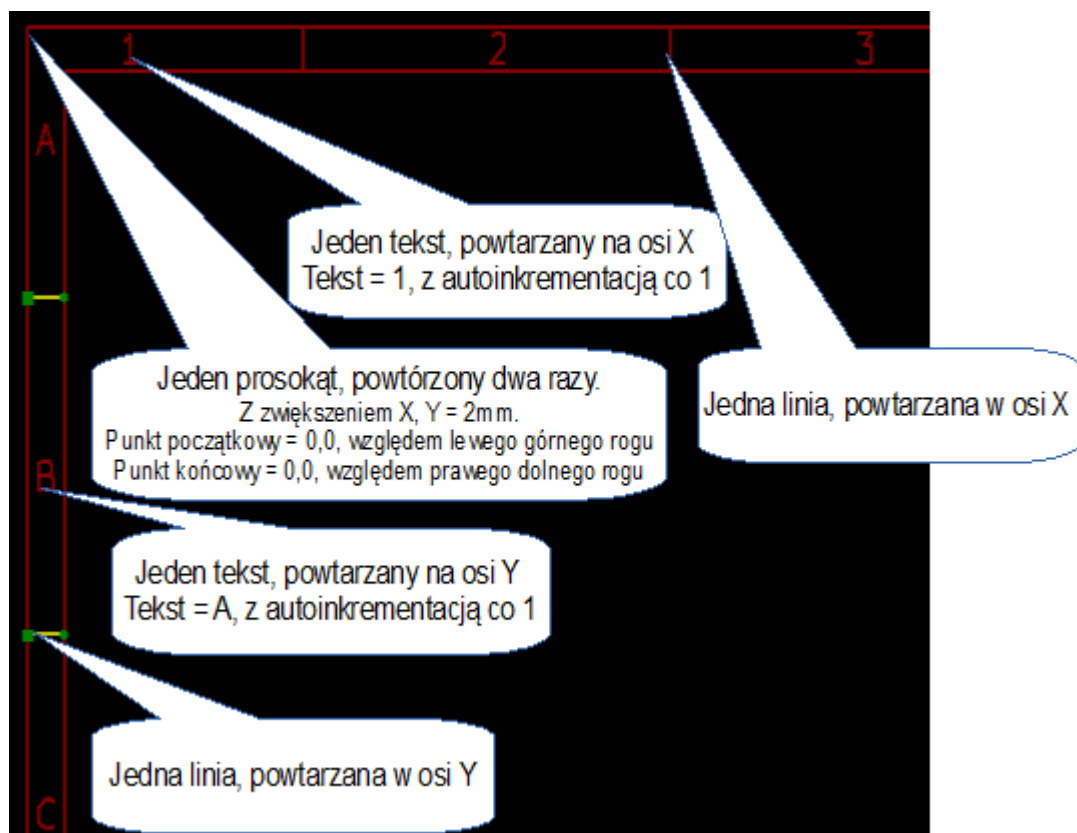 1 2 3
A
Jeden tekst, powtarzany na osi X
Tekst = 1, z autoinkrementacją co 1
Jeden prosokąt, powtórzony dwa razy.
Z zwiększeniem X, Y = 2mm.
Punkt początkowy = 0,0, względem lewego górnego rogu
Punkt końcowy = 0,0, względem prawego dolnego rogu
Jedna linia, powtarzana w osi X
B
Jeden tekst, powtarzany na osi Y
Tekst = A, z autoinkrementacją co 1
Jedna linia, powtarzana w osi Y
C